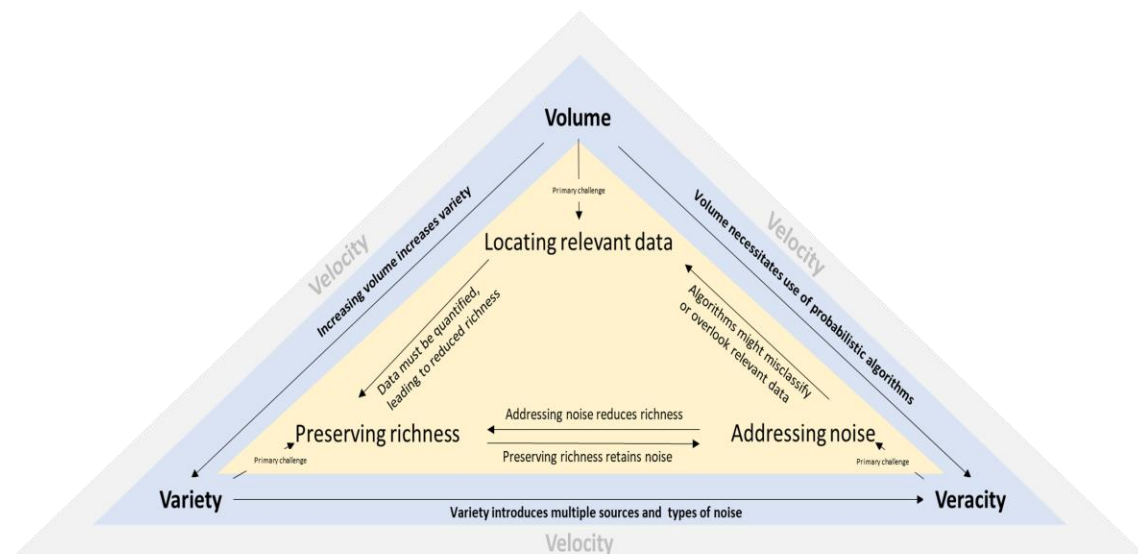 Volume
Primary challenge
Velocity
Velocity
Increasing volume increases variety
Volume necessitates use of probabilistic algorithms
Locating relevant data
Data must be quantified,
leading to reduced richness
Algorithms might misclassify
or overlook relevant data
Addressing noise reduces richness
Preserving richness
Addressing noise
Preserving richness retains noise
Primary challenge
Primary challenge
Variety
Veracity
Variety introduces multiple sources and types of noise
Velocity